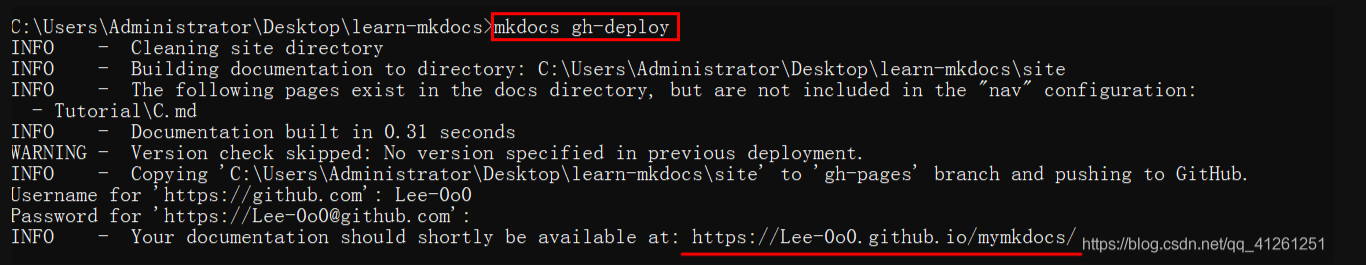 C:\Users\Administrator\Desktop\learn-mkdocs>mkdocs gh-deploy
INFO    -  Cleaning site directory
INFO    -  Building documentation to directory: C:\Users\Administrator\Desktop\learn-mkdocs\site
INFO    -  The following pages exist in the docs directory, but are not included in the "nav" configuration:
  - Tutorial\C.md
INFO    -  Documentation built in 0.31 seconds
WARNING -  Version check skipped: No version specified in previous deployment.
INFO    -  Copying 'C:\Users\Administrator\Desktop\learn-mkdocs\site' to 'gh-pages' branch and pushing to GitHub.
Username for 'https://github.com': Lee-0o0
Password for 'https://Lee-0o0@github.com':
INFO    -  Your documentation should shortly be available at: https://Lee-0o0.github.io/mymkdocs/
https://blog.csdn.net/qq_41261251